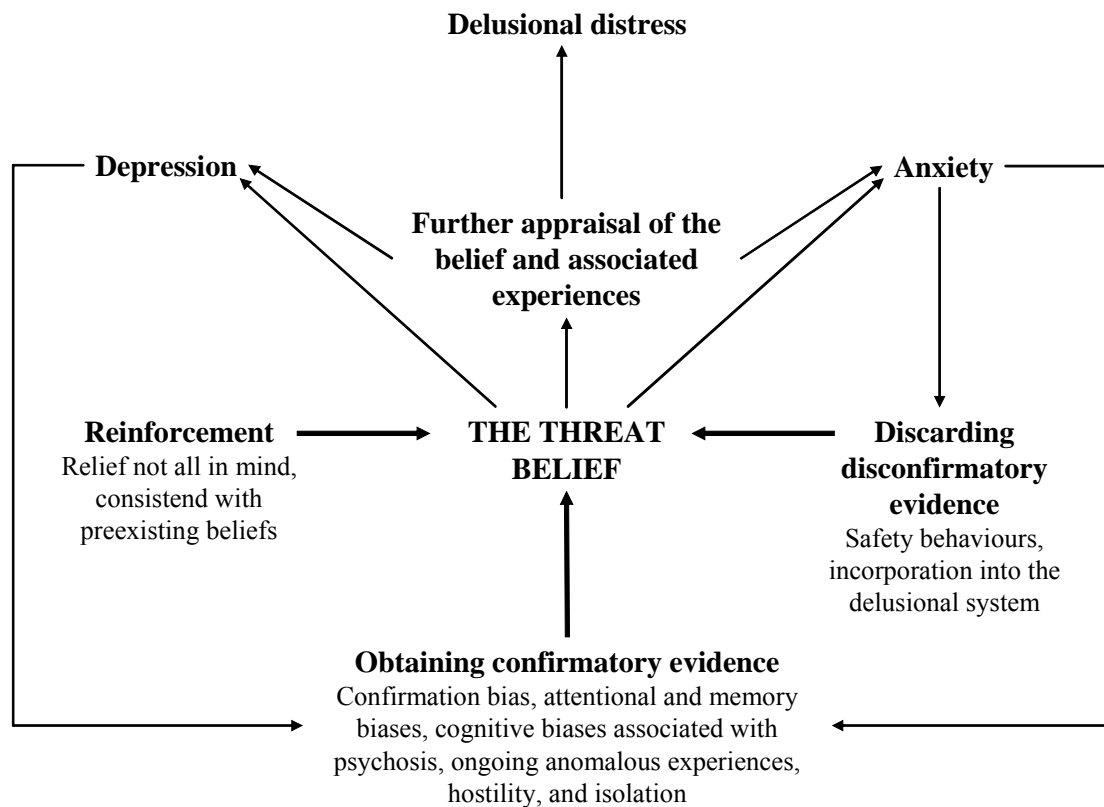 Delusional distress
Depression
Anxiety
Further appraisal of the
belief and associated
experiences
Reinforcement
Relief not all in mind,
consistend with
preexisting beliefs
THE THREAT
BELIEF
Discarding
disconfirmatory
evidence
Safety behaviours,
incorporation into the
delusional system
Obtaining confirmatory evidence
Confirmation bias, attentional and memory
biases, cognitive biases associated with
psychosis, ongoing anomalous experiences,
hostility, and isolation